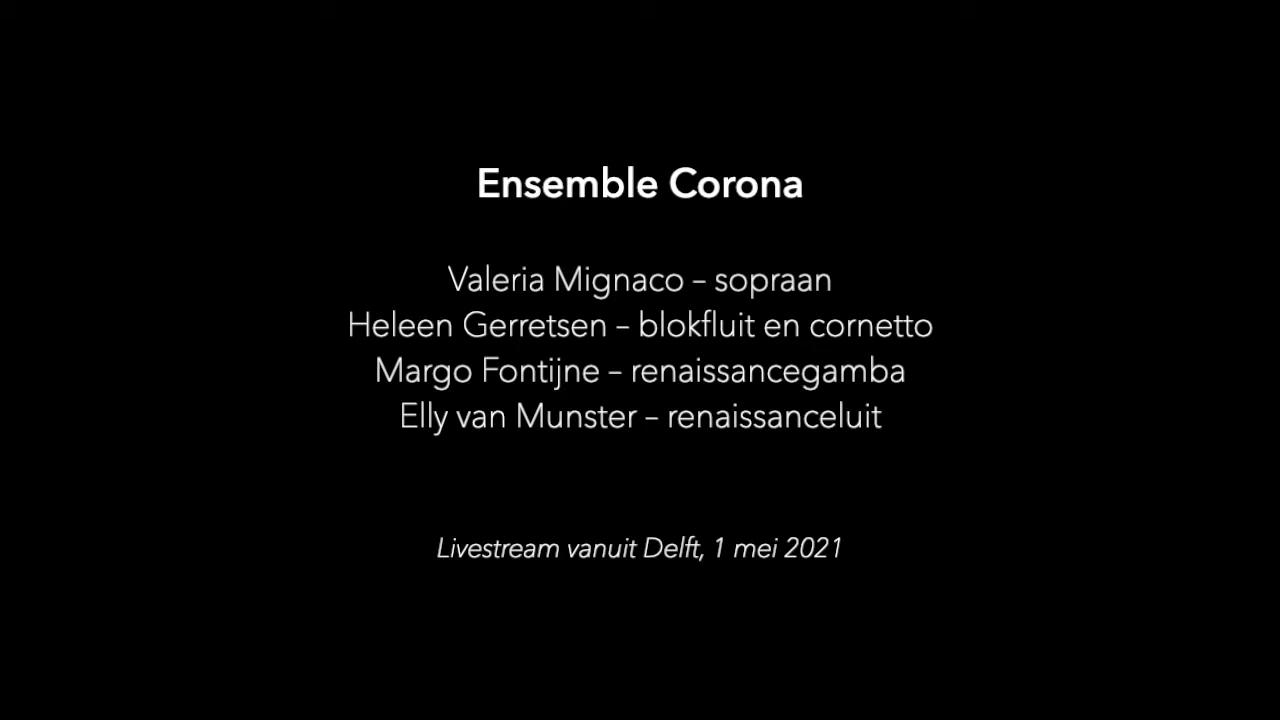 Ensemble Corona
Valeria Mignaco – sopraan
Heleen Gerretsen – blokfluit en cornetto
Margo Fontijne – renaissancegamba
Elly van Munster – renaissanceluit
Livestream vanuit Delft, 1 mei 2021